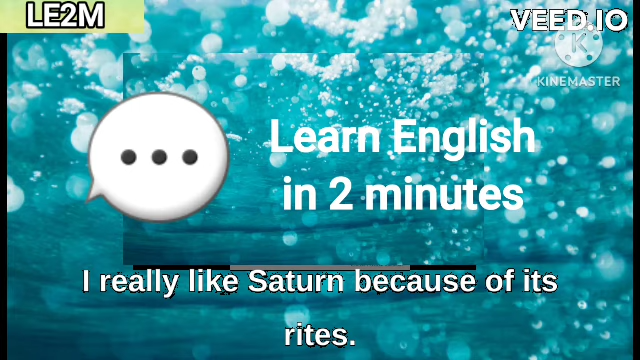 LE2M
VEED.IO
KINEMASTER
Learn English
in 2 minutes
I really like Saturn because of its
rites.